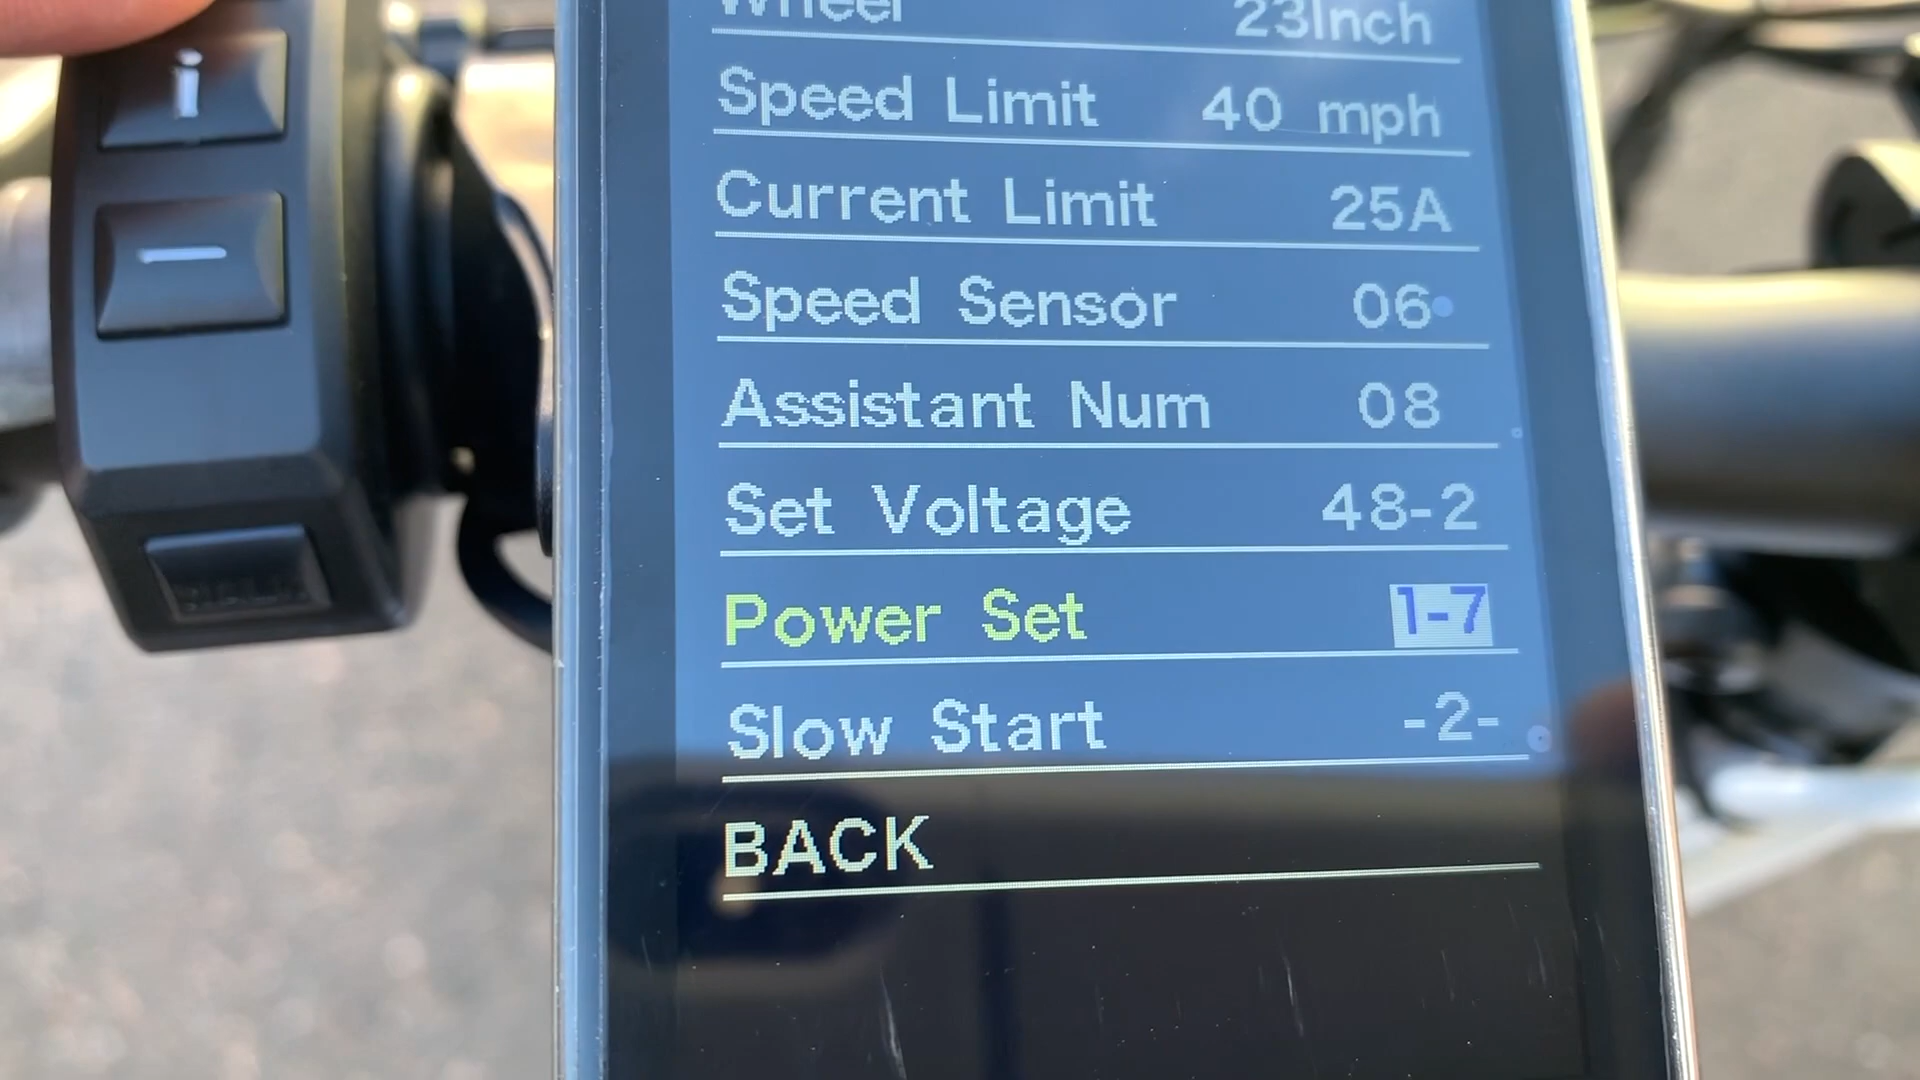 Wheel 23Inch
Speed Limit 40 mph
Current Limit 25A
Speed Sensor 06
Assistant Num 08
Set Voltage 48-2
Power Set 1-7
Slow Start -2-
BACK
i